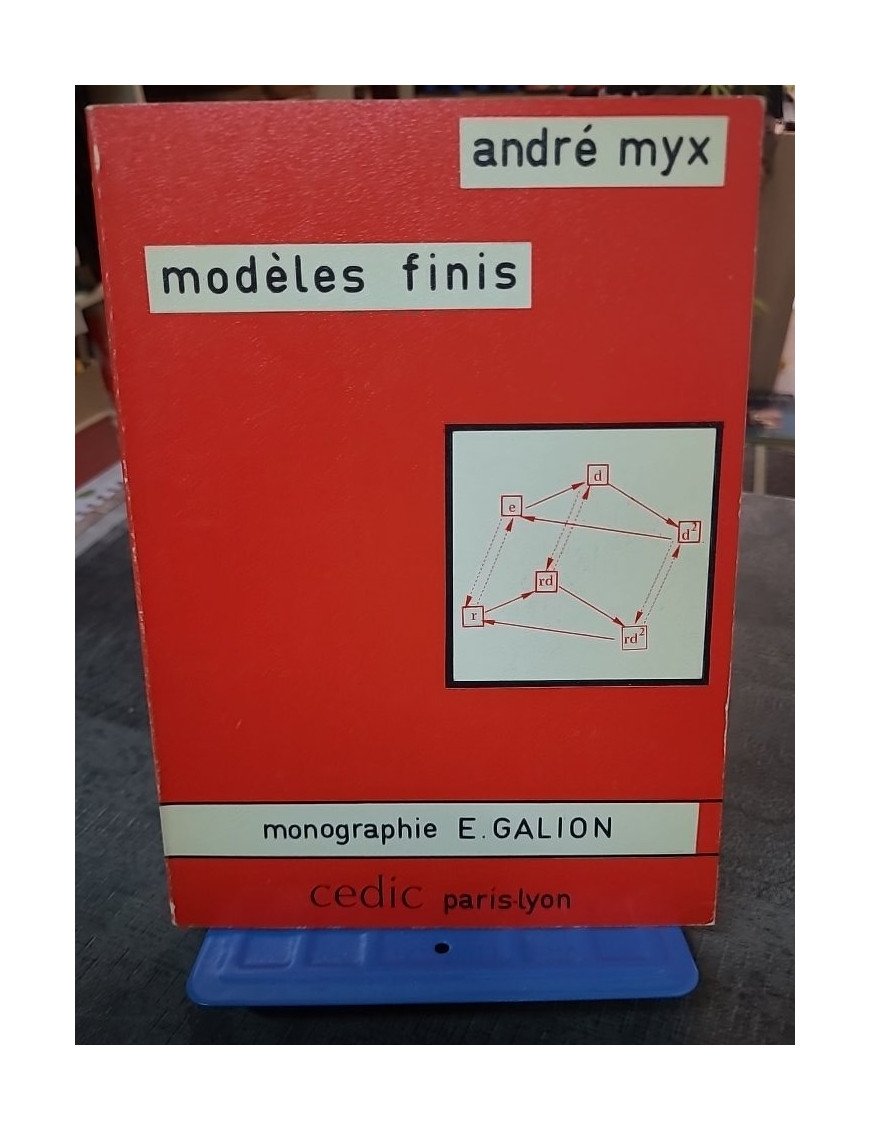 andré myx
modèles finis
d
e
d²
rd
r
rd²
monographie E. GALION
cedic paris-lyon